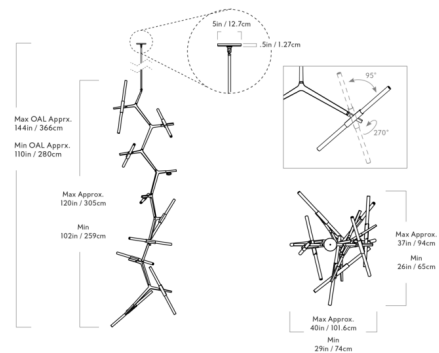 5in / 12.7cm
.5in / 1.27cm
95°
270°
Max OAL Apprx.
144in / 366cm
Min OAL Apprx.
110in / 280cm
Max Approx.
120in / 305cm
Min
102in / 259cm
Max Approx.
37in / 94cm
Min
26in / 65cm
Max Approx.
40in / 101.6cm
Min
29in / 74cm